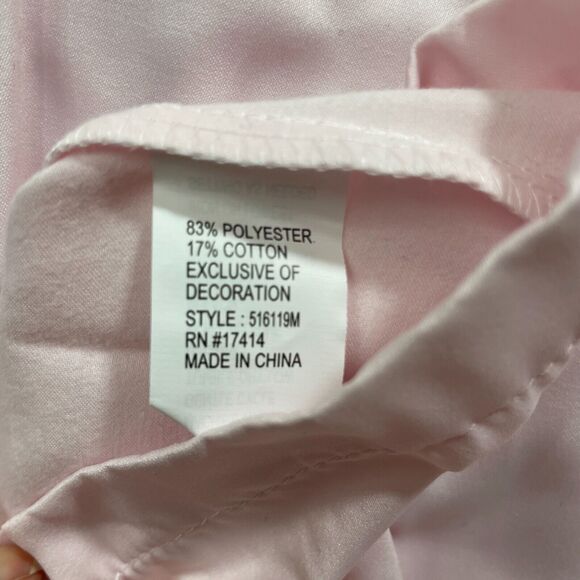 83% POLYESTER
17% COTTON
EXCLUSIVE OF
DECORATION
STYLE : 516119M
RN #17414
MADE IN CHINA